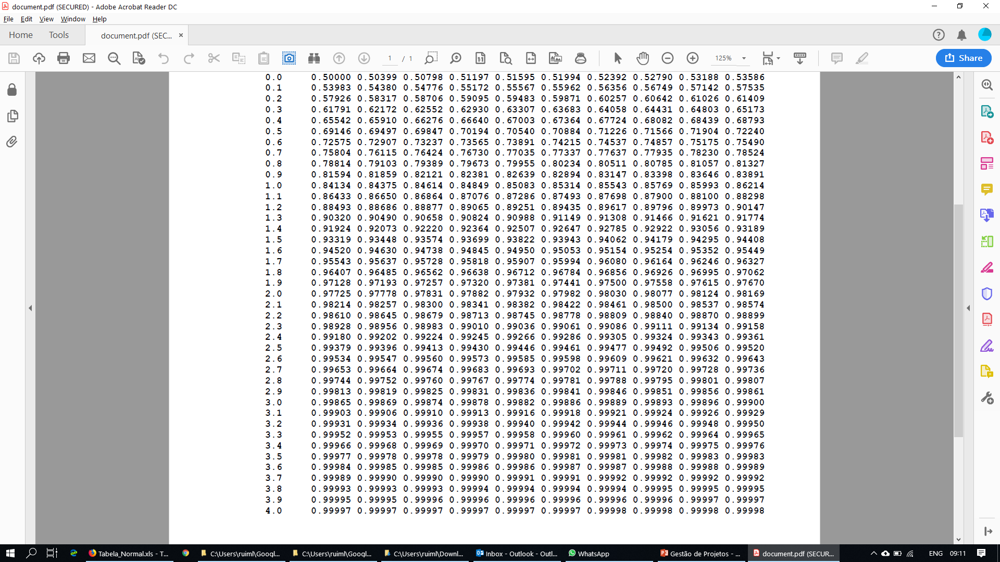 document.pdf (SECURED) - Adobe Acrobat Reader DC
File Edit View Window Help
Home Tools document.pdf (SEC... ×
1 / 1 125% Share
0.0 0.50000 0.50399 0.50798 0.51197 0.51595 0.51994 0.52392 0.52790 0.53188 0.53586
0.1 0.53983 0.54380 0.54776 0.55172 0.55567 0.55962 0.56356 0.56749 0.57142 0.57535
0.2 0.57926 0.58317 0.58706 0.59095 0.59483 0.59871 0.60257 0.60642 0.61026 0.61409
0.3 0.61791 0.62172 0.62552 0.62930 0.63307 0.63683 0.64058 0.64431 0.64803 0.65173
0.4 0.65542 0.65910 0.66276 0.66640 0.67003 0.67364 0.67724 0.68082 0.68439 0.68793
0.5 0.69146 0.69497 0.69847 0.70194 0.70540 0.70884 0.71226 0.71566 0.71904 0.72240
0.6 0.72575 0.72907 0.73237 0.73565 0.73891 0.74215 0.74537 0.74857 0.75175 0.75490
0.7 0.75804 0.76115 0.76424 0.76730 0.77035 0.77337 0.77637 0.77935 0.78230 0.78524
0.8 0.78814 0.79103 0.79389 0.79673 0.79955 0.80234 0.80511 0.80785 0.81057 0.81327
0.9 0.81594 0.81859 0.82121 0.82381 0.82639 0.82894 0.83147 0.83398 0.83646 0.83891
1.0 0.84134 0.84375 0.84614 0.84849 0.85083 0.85314 0.85543 0.85769 0.85993 0.86214
1.1 0.86433 0.86650 0.86864 0.87076 0.87286 0.87493 0.87698 0.87900 0.88100 0.88298
1.2 0.88493 0.88686 0.88877 0.89065 0.89251 0.89435 0.89617 0.89796 0.89973 0.90147
1.3 0.90320 0.90490 0.90658 0.90824 0.90988 0.91149 0.91308 0.91466 0.91621 0.91774
1.4 0.91924 0.92073 0.92220 0.92364 0.92507 0.92647 0.92785 0.92922 0.93056 0.93189
1.5 0.93319 0.93448 0.93574 0.93699 0.93822 0.93943 0.94062 0.94179 0.94295 0.94408
1.6 0.94520 0.94630 0.94738 0.94845 0.94950 0.95053 0.95154 0.95254 0.95352 0.95449
1.7 0.95543 0.95637 0.95728 0.95818 0.95907 0.95994 0.96080 0.96164 0.96246 0.96327
1.8 0.96407 0.96485 0.96562 0.96638 0.96712 0.96784 0.96856 0.96926 0.96995 0.97062
1.9 0.97128 0.97193 0.97257 0.97320 0.97381 0.97441 0.97500 0.97558 0.97615 0.97670
2.0 0.97725 0.97778 0.97831 0.97882 0.97932 0.97982 0.98030 0.98077 0.98124 0.98169
2.1 0.98214 0.98257 0.98300 0.98341 0.98382 0.98422 0.98461 0.98500 0.98537 0.98574
2.2 0.98610 0.98645 0.98679 0.98713 0.98745 0.98778 0.98809 0.98840 0.98870 0.98899
2.3 0.98928 0.98956 0.98983 0.99010 0.99036 0.99061 0.99086 0.99111 0.99134 0.99158
2.4 0.99180 0.99202 0.99224 0.99245 0.99266 0.99286 0.99305 0.99324 0.99343 0.99361
2.5 0.99379 0.99396 0.99413 0.99430 0.99446 0.99461 0.99477 0.99492 0.99506 0.99520
2.6 0.99534 0.99547 0.99560 0.99573 0.99585 0.99598 0.99609 0.99621 0.99632 0.99643
2.7 0.99653 0.99664 0.99674 0.99683 0.99693 0.99702 0.99711 0.99720 0.99728 0.99736
2.8 0.99744 0.99752 0.99760 0.99767 0.99774 0.99781 0.99788 0.99795 0.99801 0.99807
2.9 0.99813 0.99819 0.99825 0.99831 0.99836 0.99841 0.99846 0.99851 0.99856 0.99861
3.0 0.99865 0.99869 0.99874 0.99878 0.99882 0.99886 0.99889 0.99893 0.99896 0.99900
3.1 0.99903 0.99906 0.99910 0.99913 0.99916 0.99918 0.99921 0.99924 0.99926 0.99929
3.2 0.99931 0.99934 0.99936 0.99938 0.99940 0.99942 0.99944 0.99946 0.99948 0.99950
3.3 0.99952 0.99953 0.99955 0.99957 0.99958 0.99960 0.99961 0.99962 0.99964 0.99965
3.4 0.99966 0.99968 0.99969 0.99970 0.99971 0.99972 0.99973 0.99974 0.99975 0.99976
3.5 0.99977 0.99978 0.99978 0.99979 0.99980 0.99981 0.99981 0.99982 0.99983 0.99983
3.6 0.99984 0.99985 0.99985 0.99986 0.99986 0.99987 0.99987 0.99988 0.99988 0.99989
3.7 0.99989 0.99990 0.99990 0.99990 0.99991 0.99991 0.99992 0.99992 0.99992 0.99992
3.8 0.99993 0.99993 0.99993 0.99994 0.99994 0.99994 0.99994 0.99995 0.99995 0.99995
3.9 0.99995 0.99995 0.99996 0.99996 0.99996 0.99996 0.99996 0.99996 0.99997 0.99997
4.0 0.99997 0.99997 0.99997 0.99997 0.99997 0.99997 0.99998 0.99998 0.99998 0.99998
Tabela_Normal.xls - T... C:\Users\ruiml\Googl... C:\Users\ruiml\Googl... C:\Users\ruiml\Downl... Inbox - Outlook - Outl... WhatsApp Gestão de Projetos - ... document.pdf (SECUR... ENG 09:11